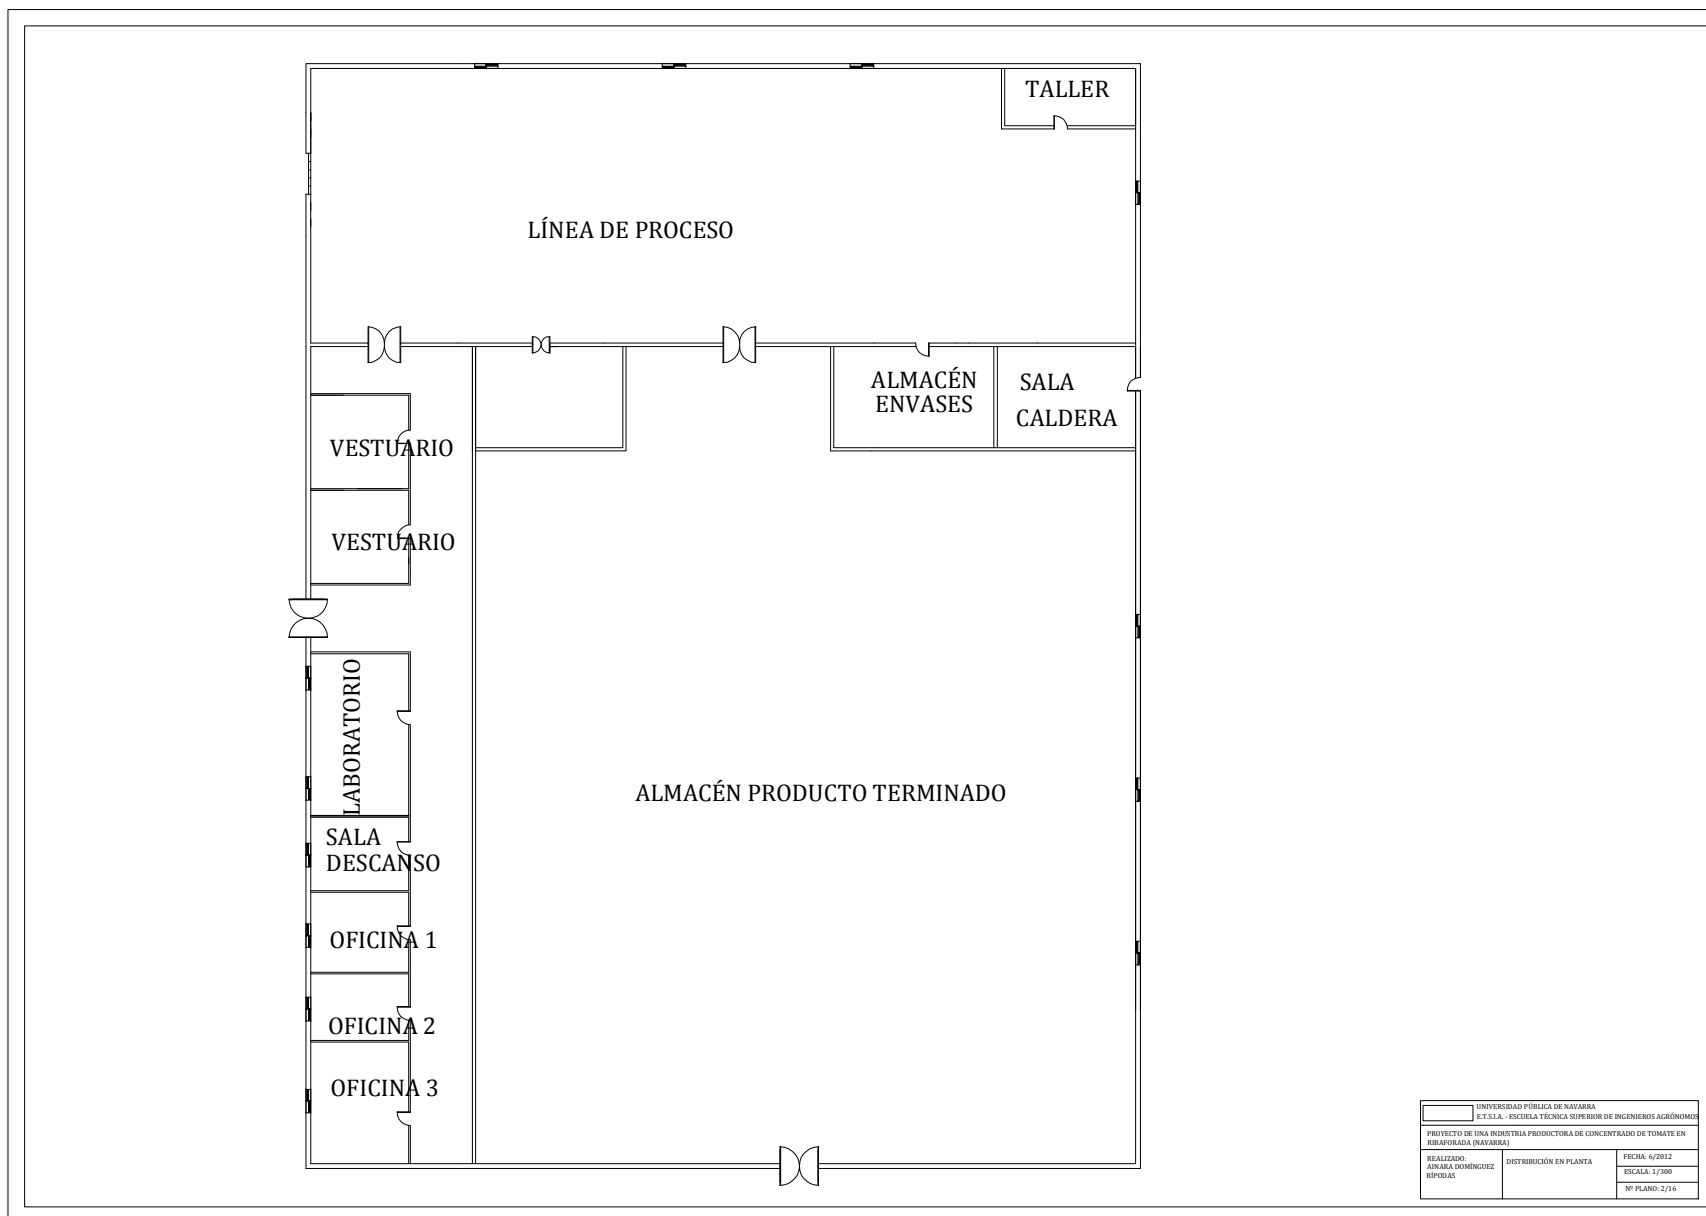 TALLER
LÍNEA DE PROCESO
ALMACÉN
ENVASES
SALA
CALDERA
VESTUARIO
VESTUARIO
LABORATORIO
ALMACÉN PRODUCTO TERMINADO
SALA
DESCANSO
OFICINA 1
OFICINA 2
OFICINA 3
UNIVERSIDAD PÚBLICA DE NAVARRA
E.T.S.I.A. - ESCUELA TÉCNICA SUPERIOR DE INGENIEROS AGRÓNOMOS
PROYECTO DE UNA INDUSTRIA PRODUCTORA DE CONCENTRADO DE TOMATE EN
RIBAFORADA (NAVARRA)
REALIZADO:
AINARA DOMÍNGUEZ
RÍPODAS
DISTRIBUCIÓN EN PLANTA
FECHA: 6/2012
ESCALA: 1/300
Nº PLANO: 2/16